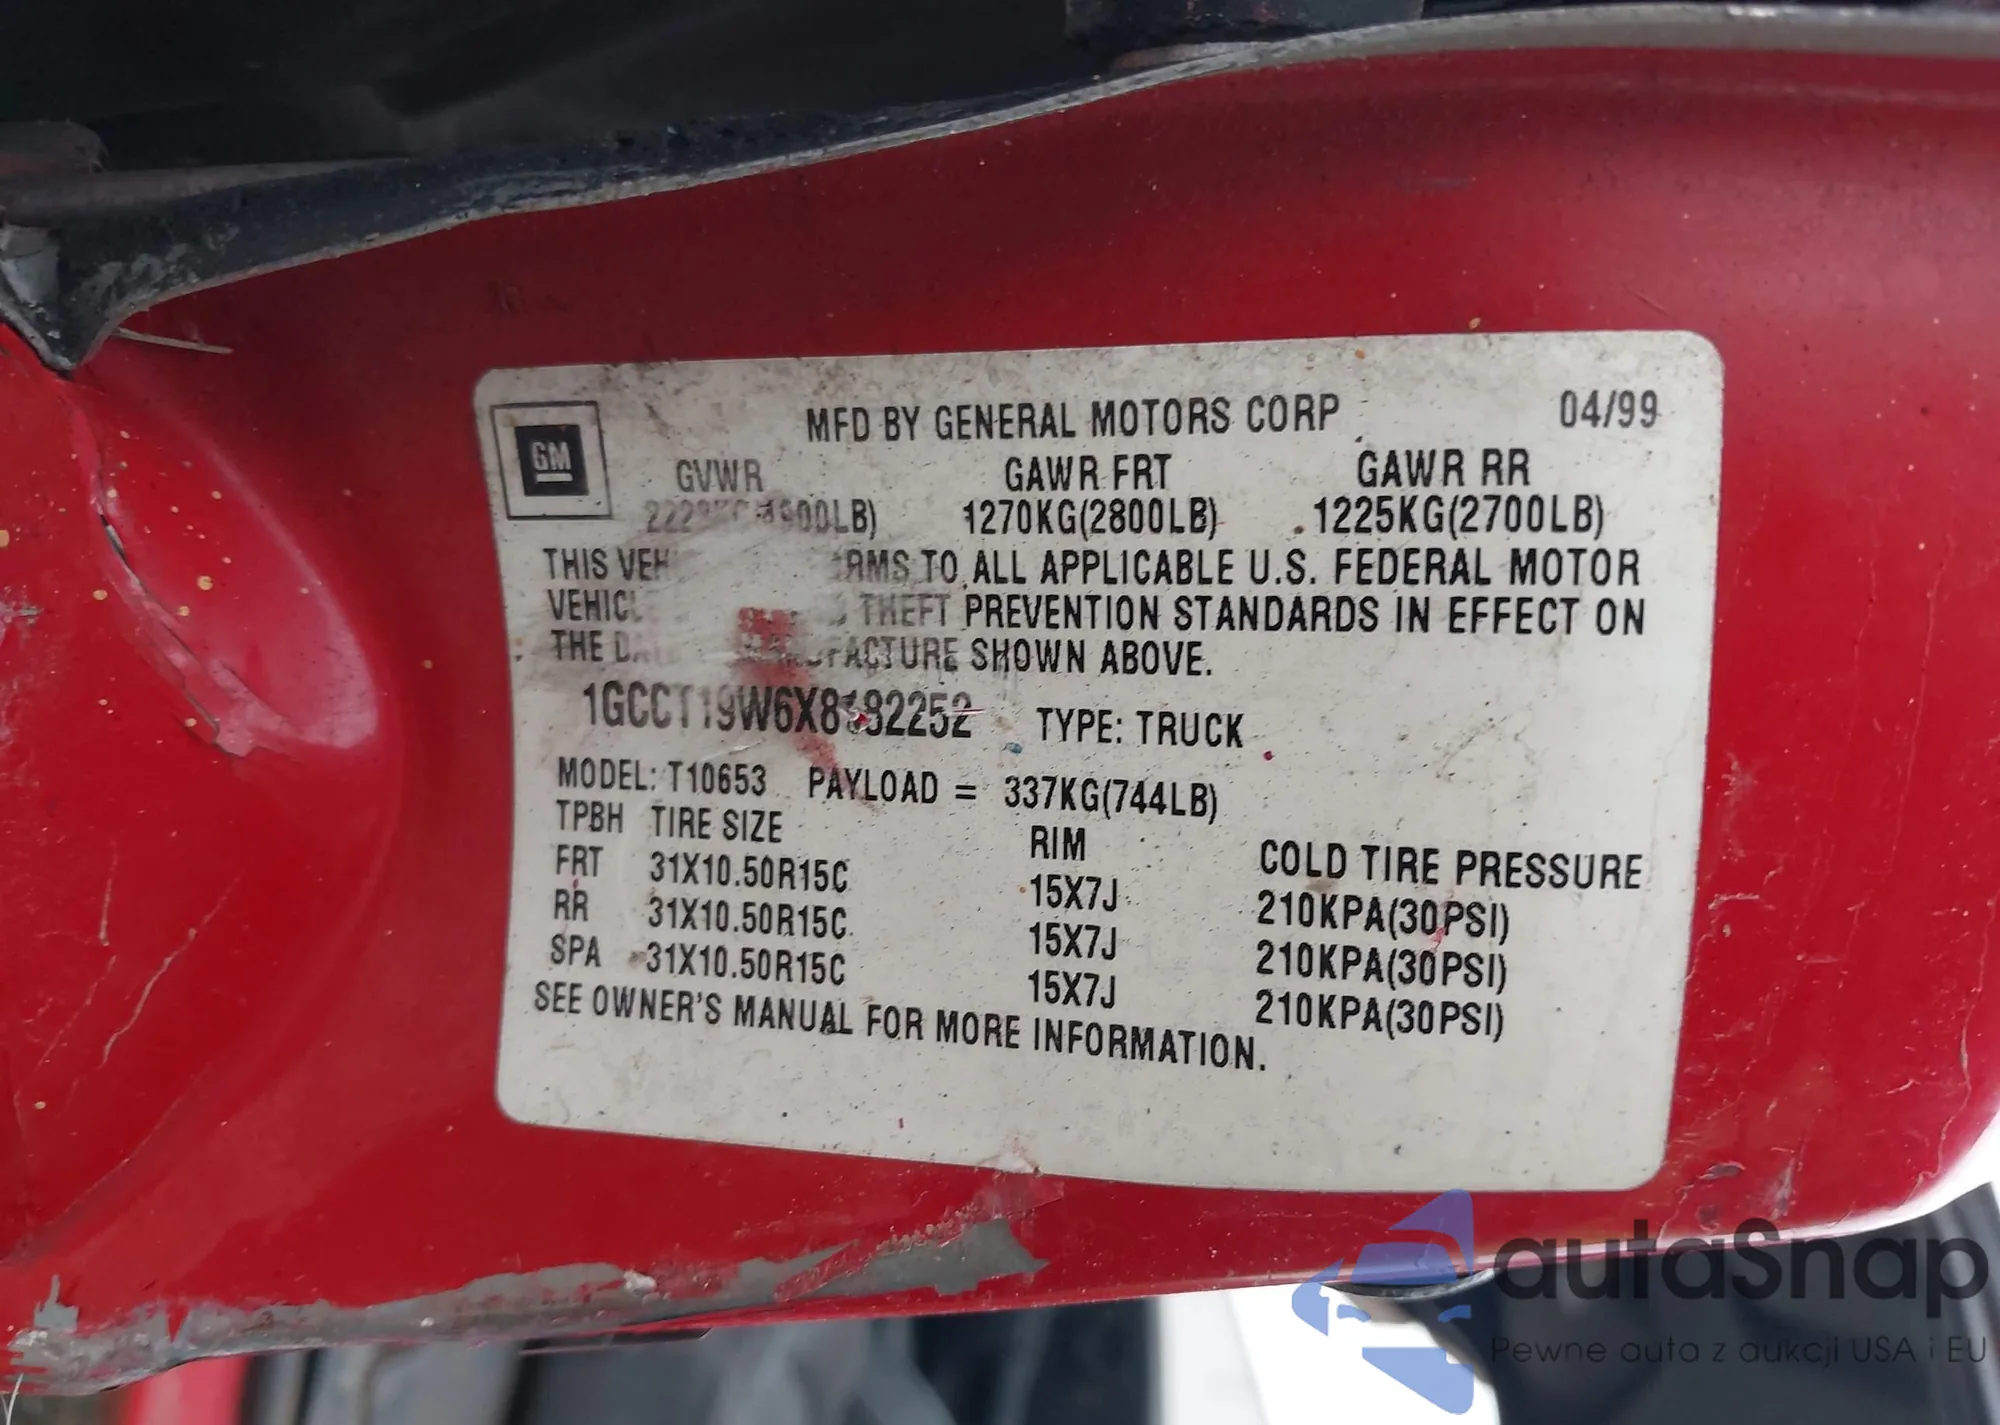 MFD BY GENERAL MOTORS CORP 04/99
GM
GVWR GAWR FRT GAWR RR
1270KG(2800LB) 1225KG(2700LB)
THIS TO ALL APPLICABLE U.S. FEDERAL MOTOR
THEFT PREVENTION STANDARDS IN EFFECT ON
THE SHOWN ABOVE.
TYPE: TRUCK
MODEL: T10653 PAYLOAD = 337KG(744LB)
TPBH TIRE SIZE RIM COLD TIRE PRESSURE
FRT 31X10.50R15C 15X7J 210KPA(30PSI)
RR 31X10.50R15C 15X7J 210KPA(30PSI)
SPA 31X10.50R15C 15X7J 210KPA(30PSI)
SEE OWNER'S MANUAL FOR MORE INFORMATION.
autaSnap
Pewne auta z aukcji USA i EU